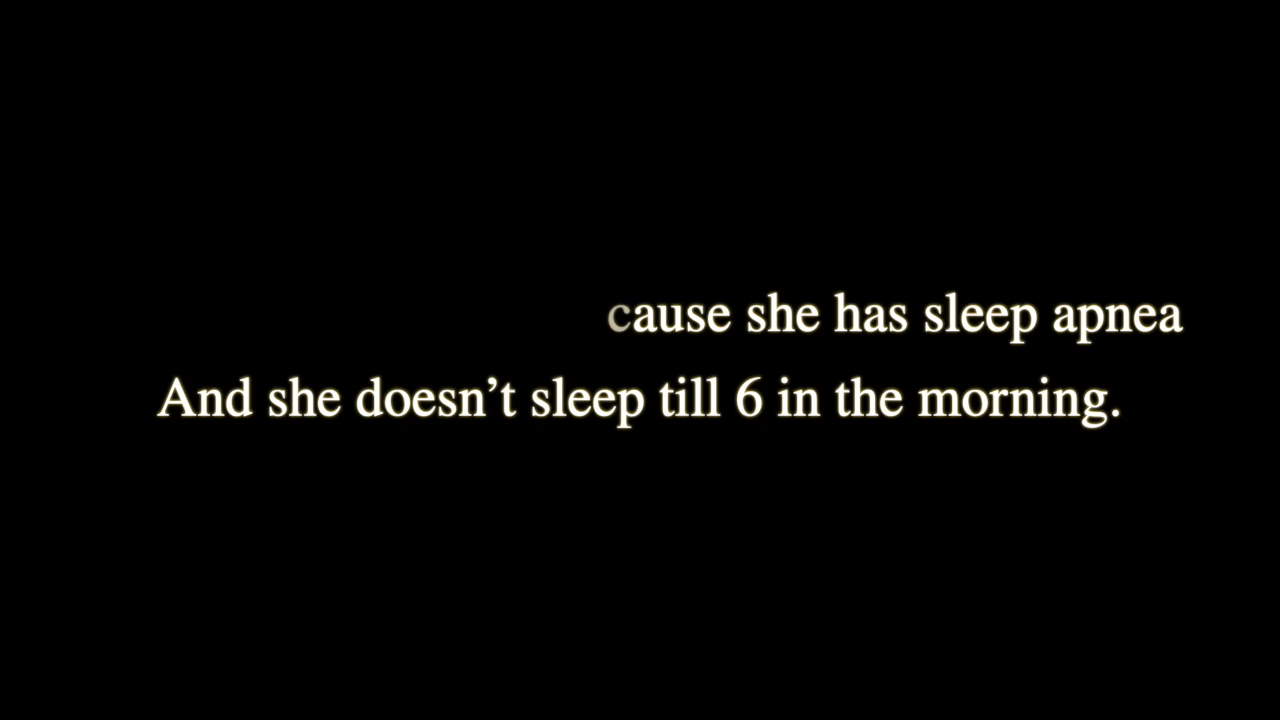 cause she has sleep apnea
And she doesn’t sleep till 6 in the morning.